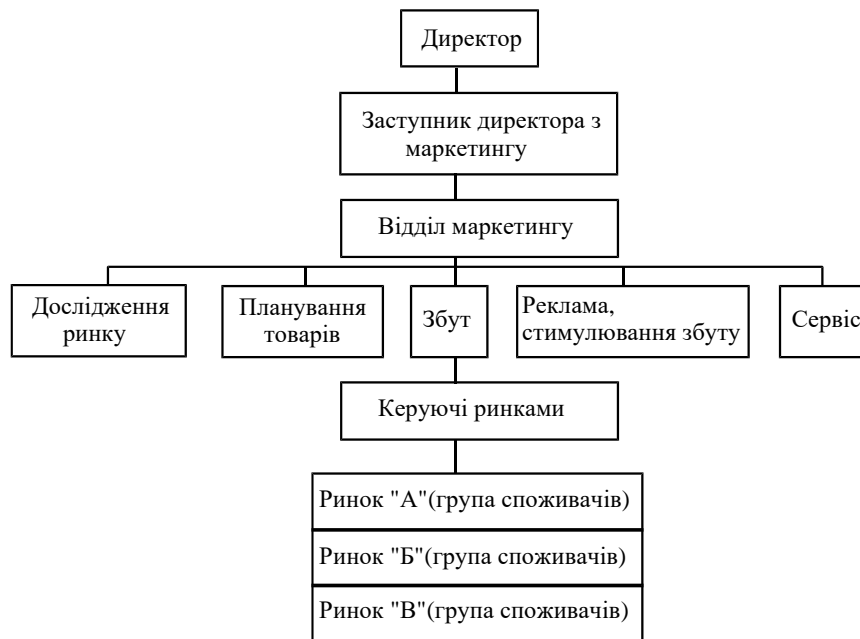 Директор
Заступник директора з
маркетингу
Відділ маркетингу
Дослідження
ринку
Планування
товарів
Збут
Реклама,
стимулювання збуту
Сервіс
Керуючі ринками
Ринок "А"(група споживачів)
Ринок "Б"(група споживачів)
Ринок "В"(група споживачів)